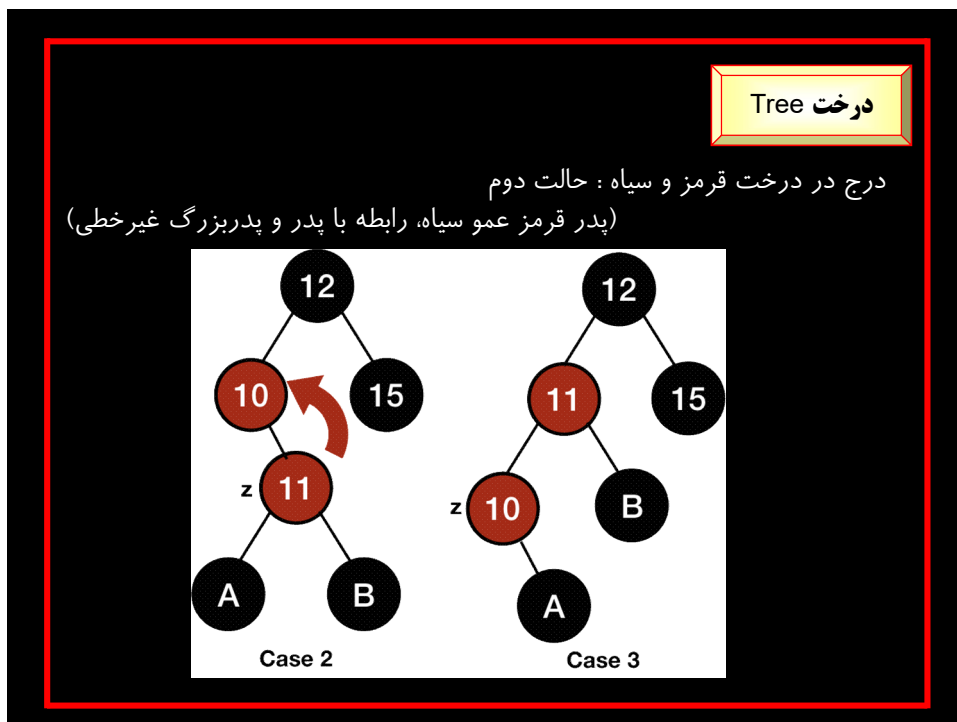 درخت Tree
درج در درخت قرمز و سیاه : حالت دوم
(پدر قرمز عمو سیاه، رابطه با پدر و پدربزرگ غیرخطی)
12
10
15
z
11
A
B
Case 2
12
11
15
z
10
B
A
Case 3